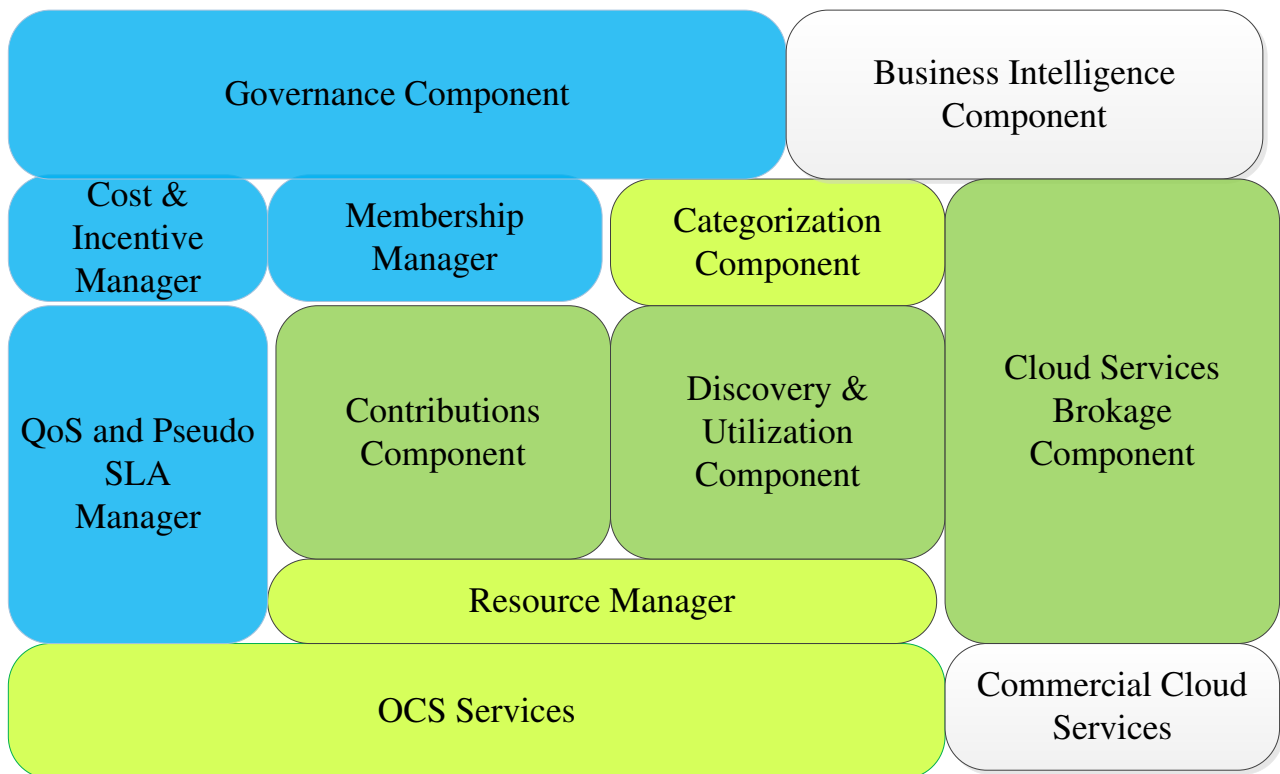 Governance Component
Business Intelligence
Component
Cost &
Incentive
Manager
Membership
Manager
Categorization
Component
QoS and Pseudo
SLA
Manager
Contributions
Component
Discovery &
Utilization
Component
Cloud Services
Brokage
Component
Resource Manager
OCS Services
Commercial Cloud
Services